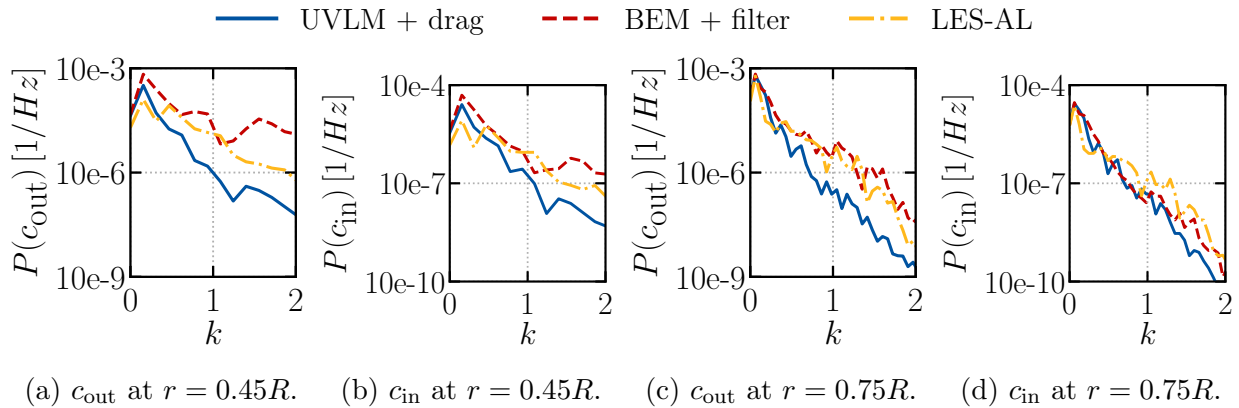 UVLM + drag BEM + filter LES-AL
10e-3
10e-6
10e-9
P(c_out) [1/Hz]
0 1 2
k
10e-4
10e-7
10e-10
P(c_in) [1/Hz]
0 1 2
k
10e-3
10e-6
10e-9
P(c_out) [1/Hz]
0 1 2
k
10e-4
10e-7
10e-10
P(c_in) [1/Hz]
0 1 2
k
(a) c_out at r = 0.45R. (b) c_in at r = 0.45R. (c) c_out at r = 0.75R. (d) c_in at r = 0.75R.